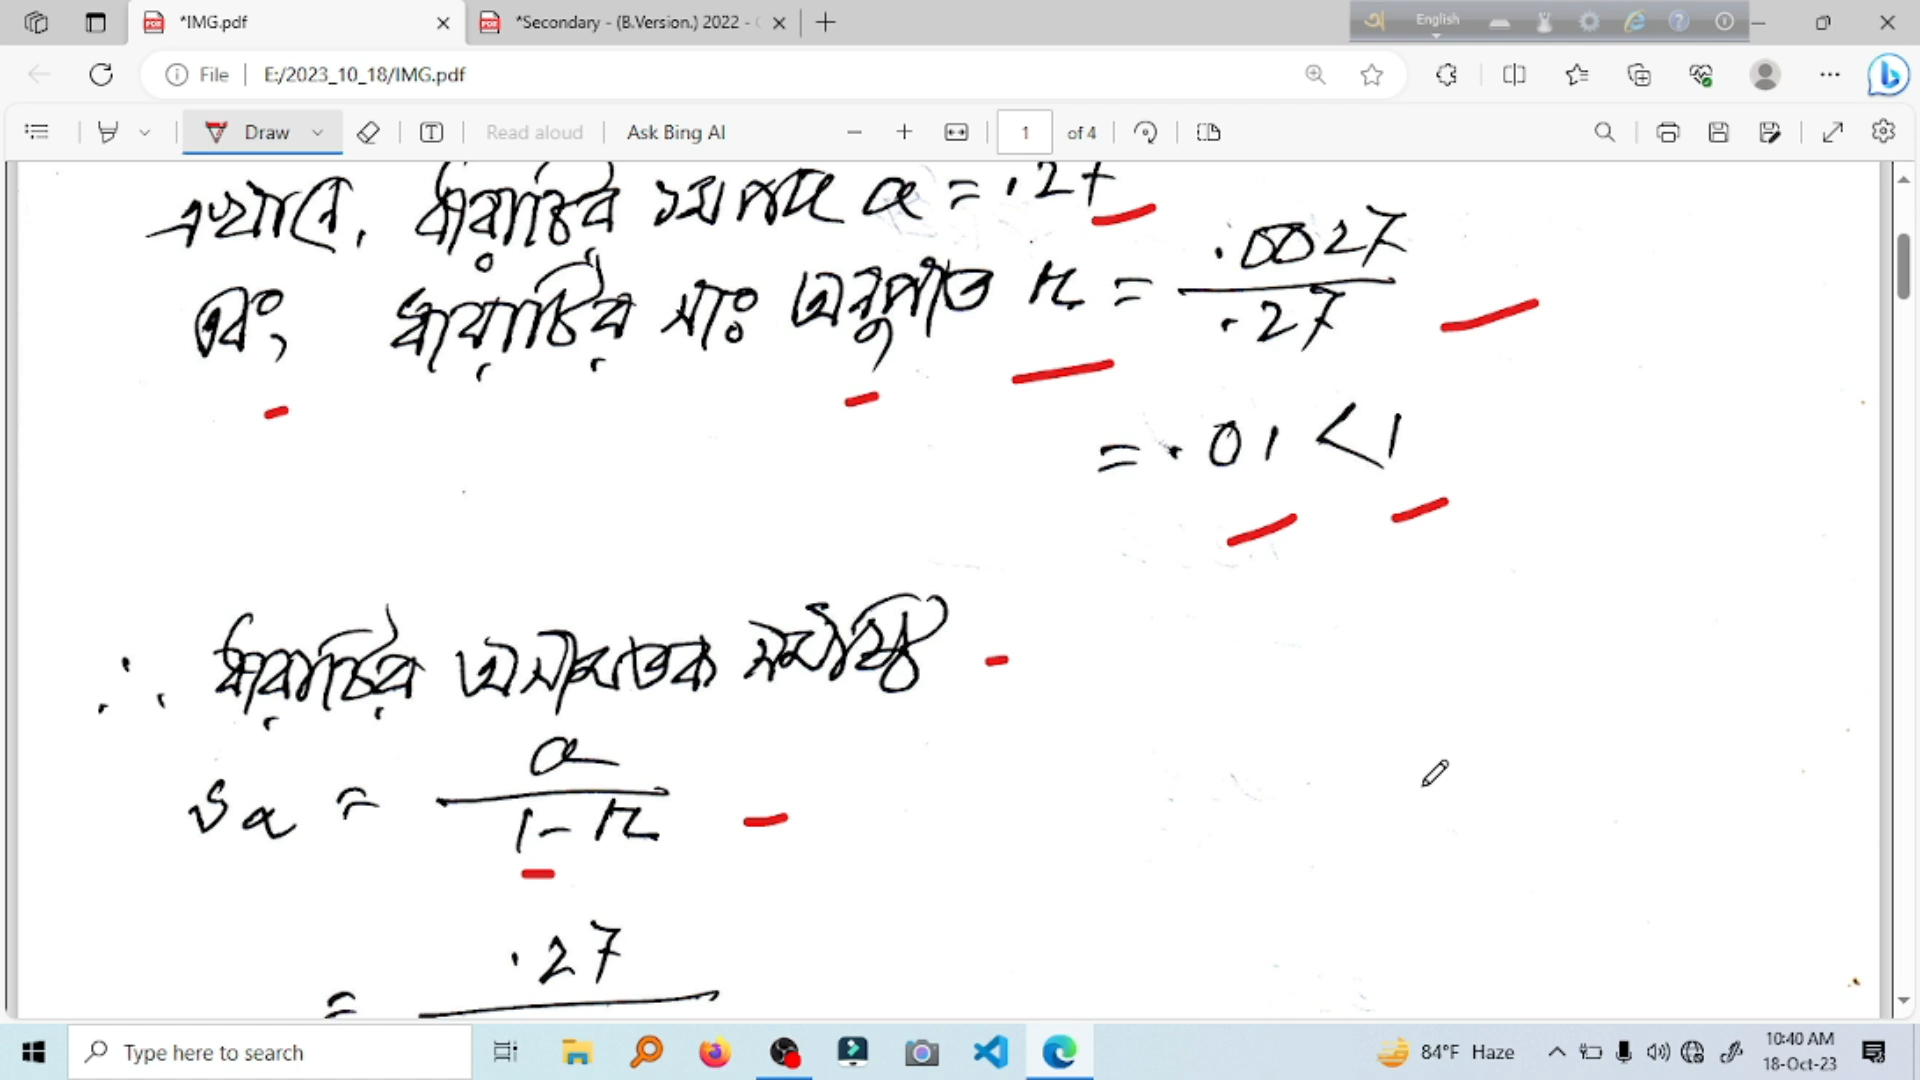 *IMG.pdf
*Secondary - (B.Version.) 2022 -
English
File
E:/2023_10_18/IMG.pdf
Draw
Read aloud
Ask Bing AI
1 of 4
এখানে, ধারাটির ১ম পদ a = .27
এবং, ধারাটির সাঃ অনুপাত r = .0027 / .27
= .01 < 1
∴ ধারাটির অসীমতক সমষ্টি
S∝ = a / 1 - r
= .27
Type here to search
84°F Haze
10:40 AM
18-Oct-23